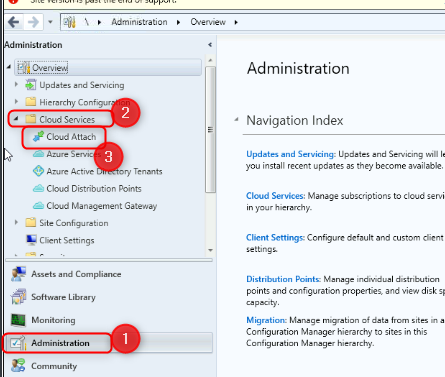 Site version is past the end of support.
\ ▸ Administration ▸ Overview ▸
Administration
Overview
Updates and Servicing
Hierarchy Configuration
Cloud Services
2
Cloud Attach
3
Azure Services
Azure Active Directory Tenants
Cloud Distribution Points
Cloud Management Gateway
Site Configuration
Client Settings
Assets and Compliance
Software Library
Monitoring
Administration
1
Community
Administration
Navigation Index
Updates and Servicing: Updates and Servicing will le
you install recent updates as they become available.
Cloud Services: Manage subscriptions to cloud servic
in your hierarchy.
Client Settings: Configure default and custom client
settings.
Distribution Points: Manage individual distribution
points and configuration properties, and view disk sp
capacity.
Migration: Manage migration of data from sites in a
Configuration Manager hierarchy to sites in this
Configuration Manager hierarchy.